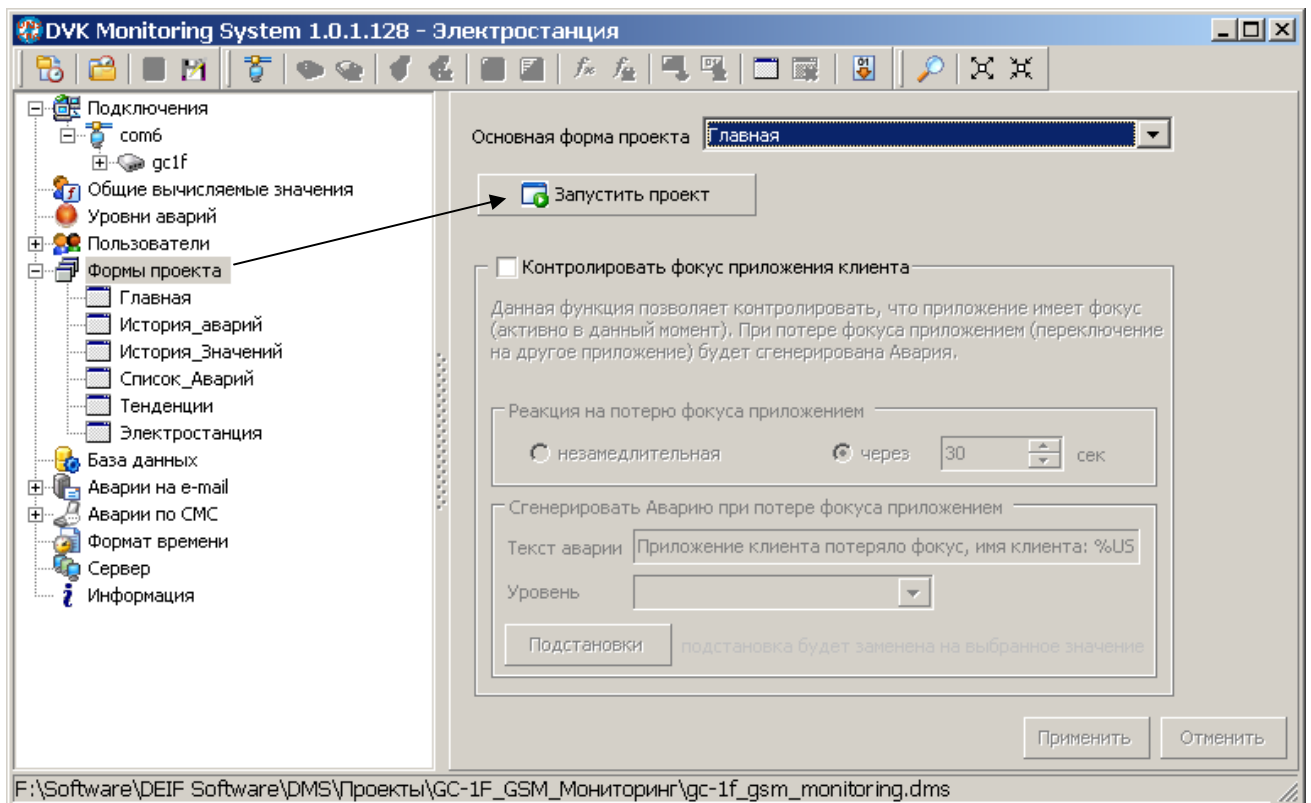 DVK Monitoring System 1.0.1.128 - Электростанция
Подключения
com6
gc1f
Общие вычисляемые значения
Уровни аварий
Пользователи
Формы проекта
Главная
История_аварий
История_Значений
Список_Аварий
Тенденции
Электростанция
База данных
Аварии на e-mail
Аварии по СМС
Формат времени
Сервер
Информация
Основная форма проекта Главная
Запустить проект
Контролировать фокус приложения клиента
Данная функция позволяет контролировать, что приложение имеет фокус
(активно в данный момент). При потере фокуса приложением (переключение
на другое приложение) будет сгенерирована Авария.
Реакция на потерю фокуса приложением
незамедлительная через 30 сек
Сгенерировать Аварию при потере фокуса приложением
Текст аварии Приложение клиента потеряло фокус, имя клиента: %US
Уровень
Подстановки подстановка будет заменена на выбранное значение
Применить Отменить
F:\Software\DEIF Software\DMS\Проекты\GC-1F_GSM_Мониторинг\gc-1f_gsm_monitoring.dms